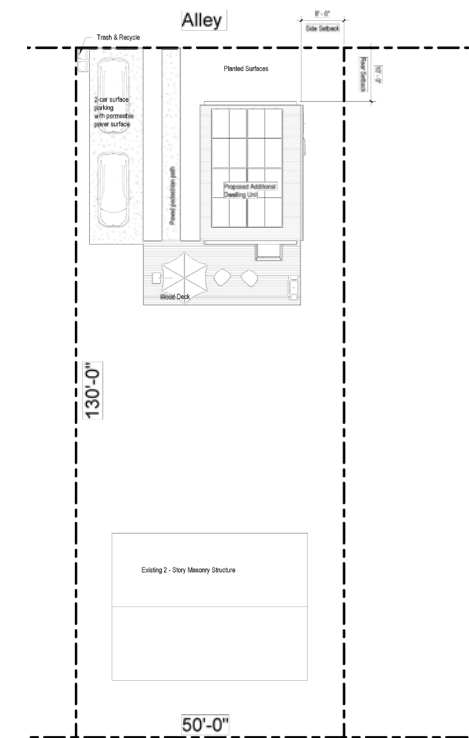 Alley
8' - 0"
Side Setback
Trash & Recycle
Planted Surfaces
Rear Setback
10' - 0"
2-car surface
parking
with permeable
paver surface
Paved pedestrian path
Proposed Additional
Dwelling Unit
Wood Deck
130'-0"
Existing 2 - Story Masonry Structure
50'-0"